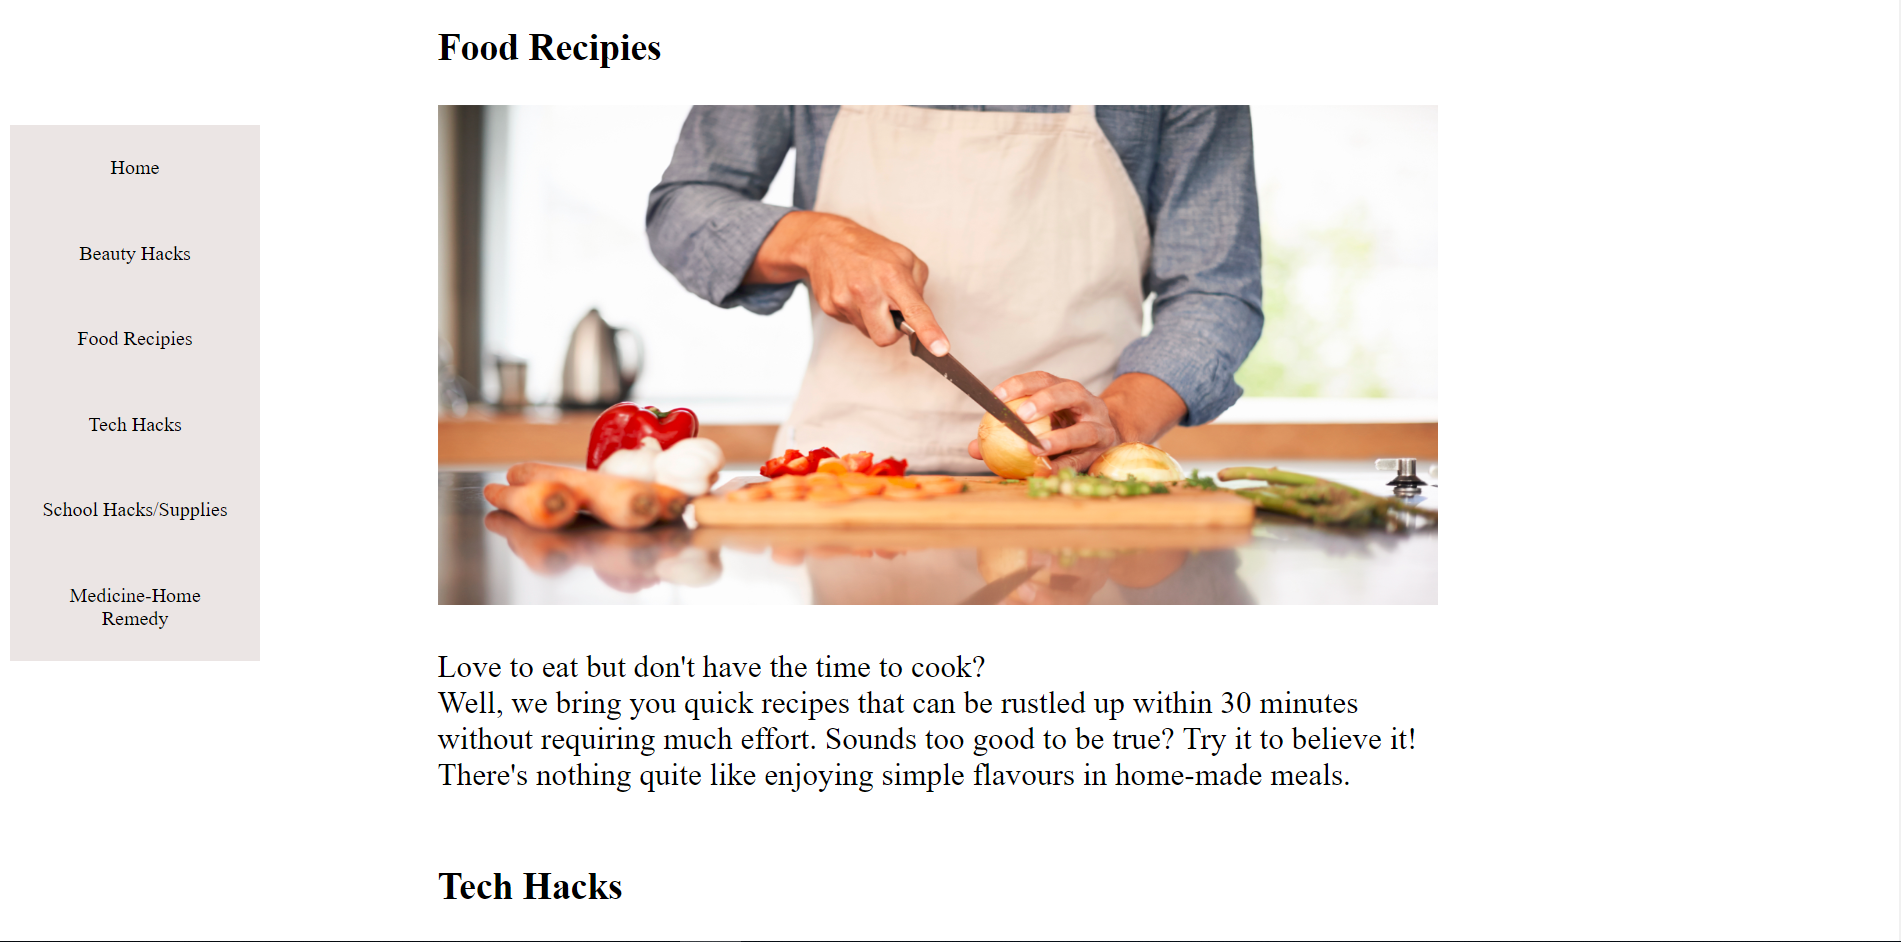 Food Recipies
Home
Beauty Hacks
Food Recipies
Tech Hacks
School Hacks/Supplies
Medicine-Home
Remedy
Love to eat but don't have the time to cook?
Well, we bring you quick recipes that can be rustled up within 30 minutes
without requiring much effort. Sounds too good to be true? Try it to believe it!
There's nothing quite like enjoying simple flavours in home-made meals.
Tech Hacks